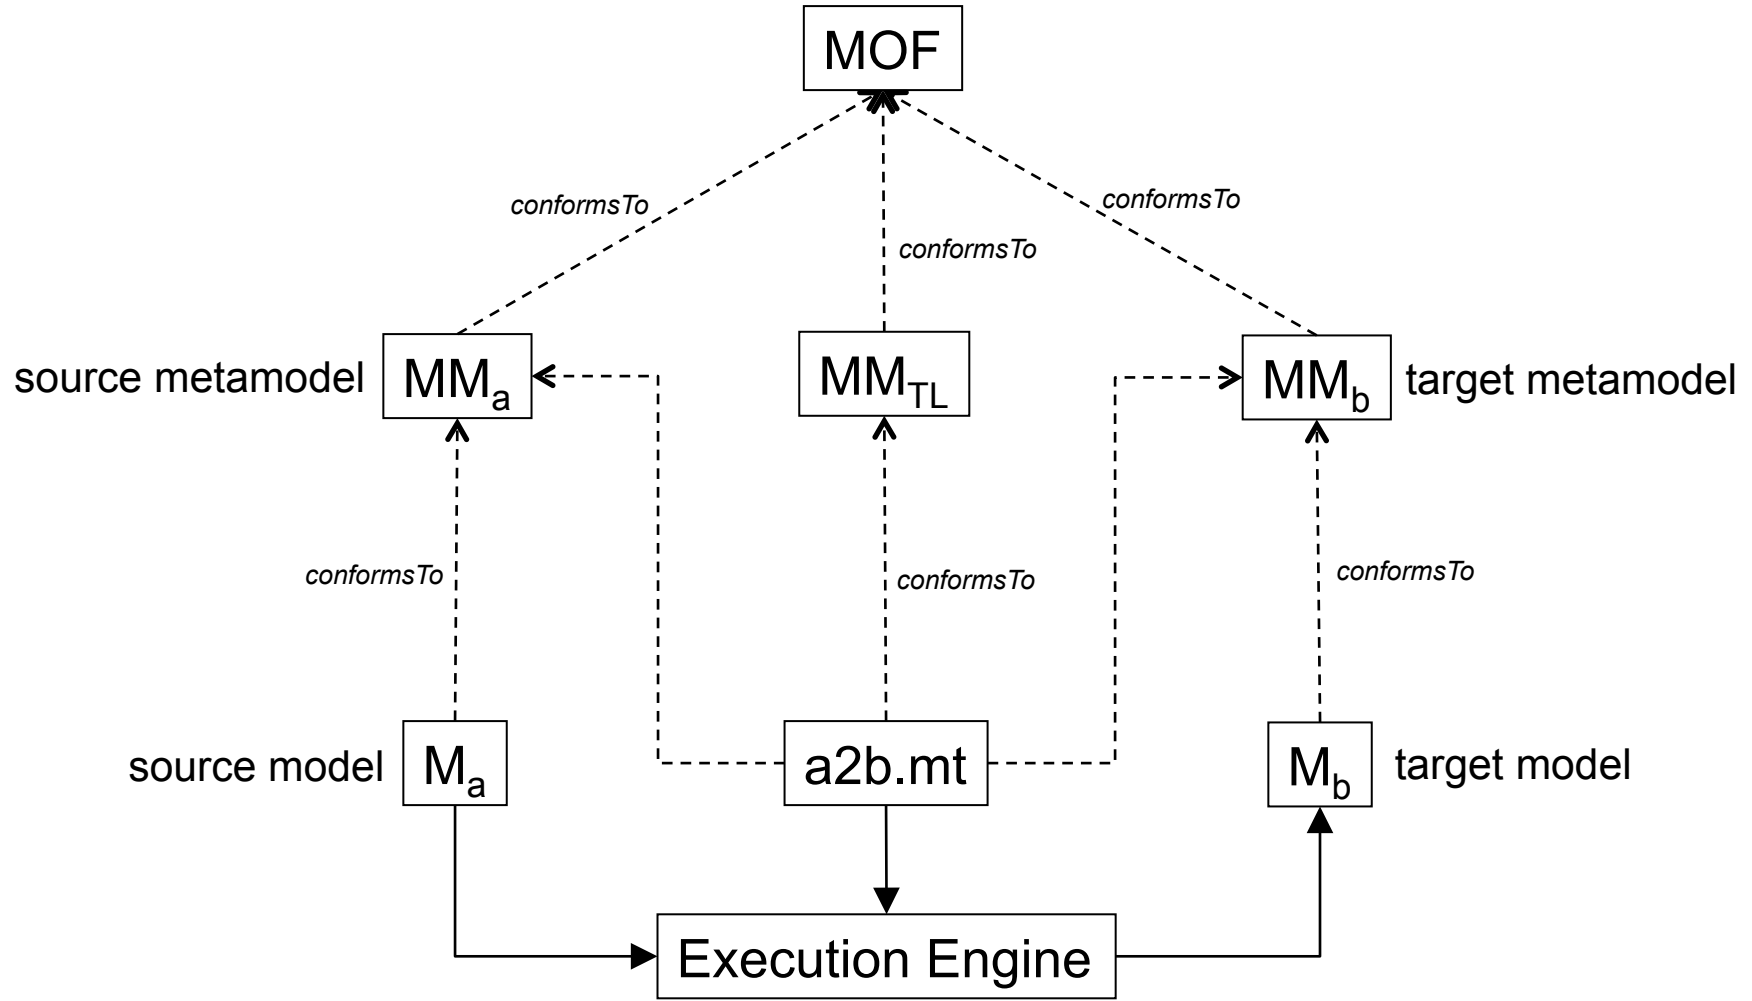 MOF
conformsTo
conformsTo
conformsTo
source metamodel
MMa
MMTL
MMb
target metamodel
conformsTo
conformsTo
conformsTo
source model
Ma
a2b.mt
Mb
target model
Execution Engine